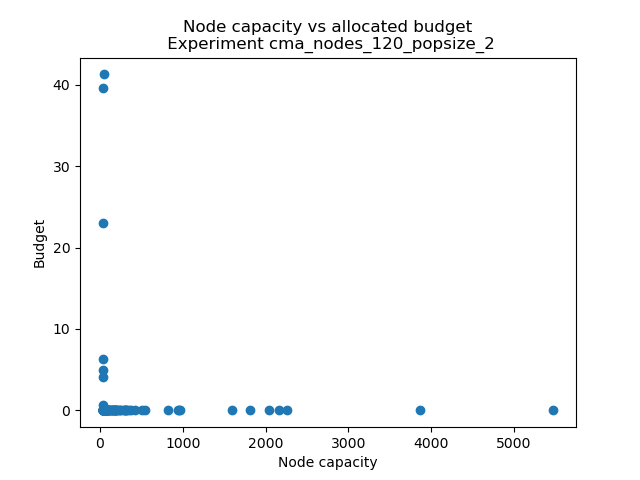 Node capacity vs allocated budget
Experiment cma_nodes_120_popsize_2
40
30
20
10
0
Budget
0 1000 2000 3000 4000 5000
Node capacity